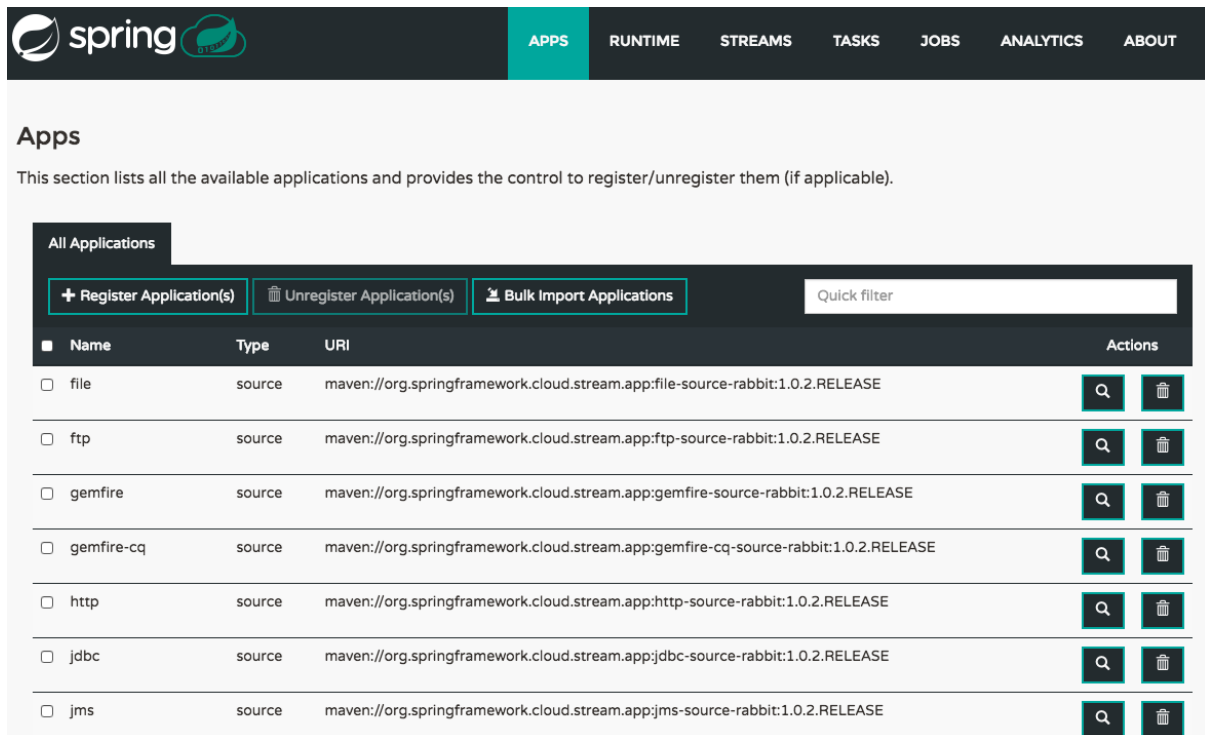 spring
APPS RUNTIME STREAMS TASKS JOBS ANALYTICS ABOUT
Apps
This section lists all the available applications and provides the control to register/unregister them (if applicable).
All Applications
Register Application(s) Unregister Application(s) Bulk Import Applications Quick filter
Name Type URI Actions
file source maven://org.springframework.cloud.stream.app:file-source-rabbit:1.0.2.RELEASE
ftp source maven://org.springframework.cloud.stream.app:ftp-source-rabbit:1.0.2.RELEASE
gemfire source maven://org.springframework.cloud.stream.app:gemfire-source-rabbit:1.0.2.RELEASE
gemfire-cq source maven://org.springframework.cloud.stream.app:gemfire-cq-source-rabbit:1.0.2.RELEASE
http source maven://org.springframework.cloud.stream.app:http-source-rabbit:1.0.2.RELEASE
jdbc source maven://org.springframework.cloud.stream.app:jdbc-source-rabbit:1.0.2.RELEASE
jms source maven://org.springframework.cloud.stream.app:jms-source-rabbit:1.0.2.RELEASE